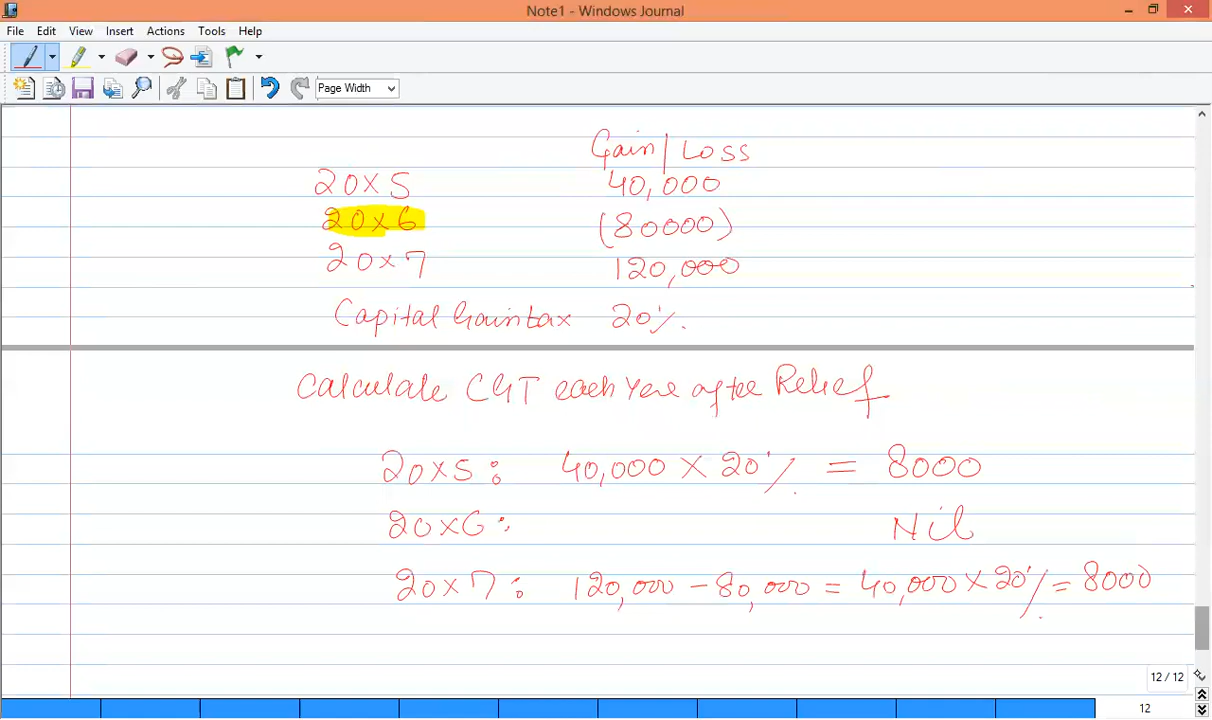 Note1 - Windows Journal
File Edit View Insert Actions Tools Help
Page Width
Gain/Loss
20x5 40,000
20x6 (80000)
20x7 120,000
Capital Gain tax 20%.
Calculate CGT each Year after Relief
20x5: 40,000 x 20% = 8000
20x6: Nil
20x7: 120,000 - 80,000 = 40,000 x 20% = 8000
12 / 12
12